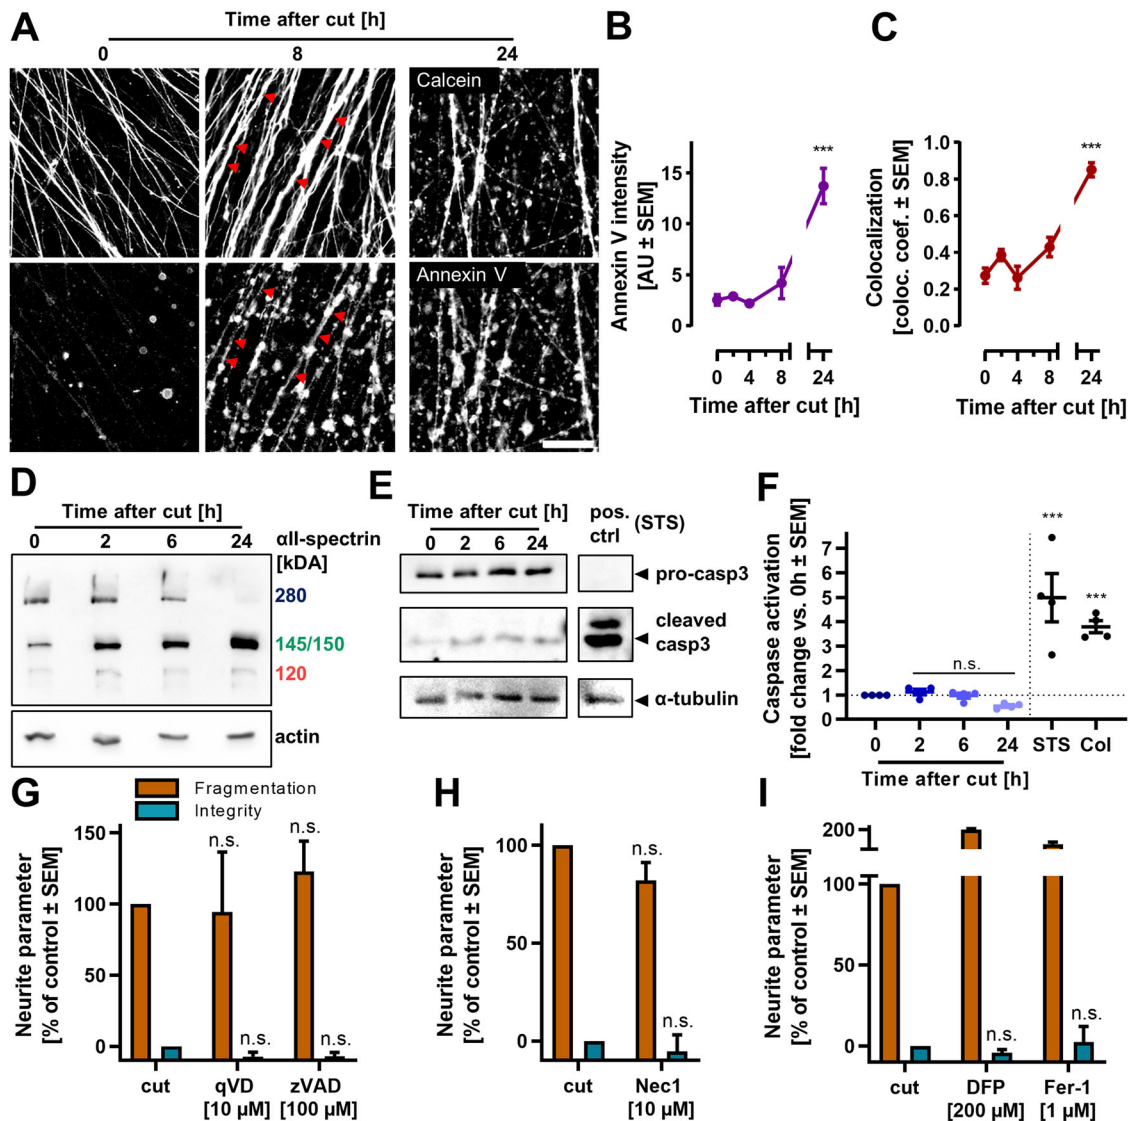 A
Time after cut [h]
0 8 24
Calcein
Annexin V
B
Annexin V intensity
[AU ± SEM]
15
10
5
0
***
0 4 8 24
Time after cut [h]
C
Colocalization
[coloc. coef. ± SEM]
1.0
0.8
0.6
0.4
0.2
0.0
***
0 4 8 24
Time after cut [h]
D
Time after cut [h]
0 2 6 24 αII-spectrin
[kDA]
280
145/150
120
actin
E
Time after cut [h] pos. (STS)
0 2 6 24 ctrl
pro-casp3
cleaved
casp3
α-tubulin
F
Caspase activation
[fold change vs. 0h ± SEM]
7
6
5
4
3
2
1
0
n.s.
***
***
0 2 6 24 STS Col
Time after cut [h]
G
Fragmentation
Integrity
Neurite parameter
[% of control ± SEM]
150
100
50
0
n.s.
n.s.
n.s.
n.s.
cut qVD zVAD
[10 µM] [100 µM]
H
Neurite parameter
[% of control ± SEM]
100
50
0
n.s.
n.s.
cut Nec1
[10 µM]
I
Neurite parameter
[% of control ± SEM]
200
100
50
0
n.s.
n.s.
n.s.
cut DFP Fer-1
[200 µM] [1 µM]